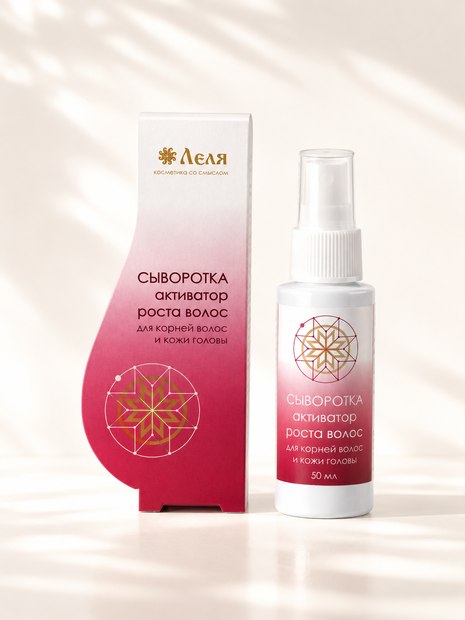 Леля
косметика со смыслом
СЫВОРОТКА
активатор
роста волос
для корней волос
и кожи головы
СЫВОРОТКА
активатор
роста волос
для корней волос
и кожи головы
50 мл